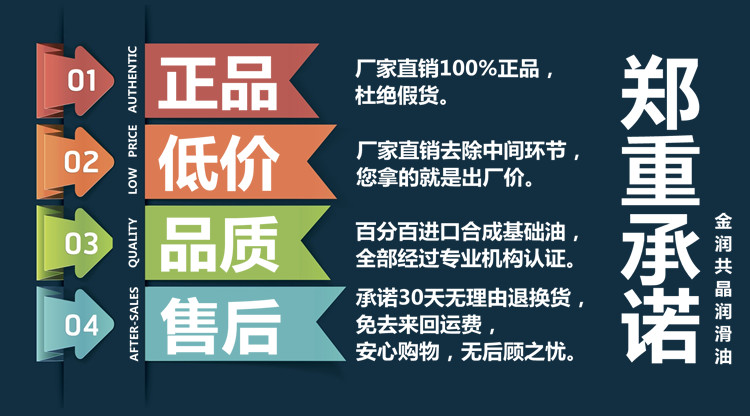 01
AUTHENTIC
正品
厂家直销100%正品，
杜绝假货。
02
LOW PRICE
低价
厂家直销去除中间环节，
您拿的就是出厂价。
03
QUALITY
品质
百分百进口合成基础油，
全部经过专业机构认证。
04
AFTER-SALES
售后
承诺30天无理由退换货，
免去来回运费，
安心购物，无后顾之忧。
郑重承诺
金润共晶润滑油